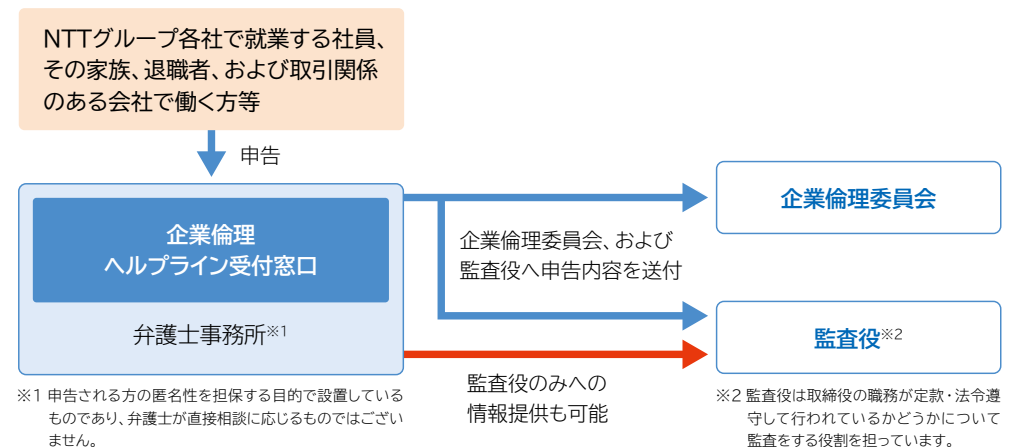 NTTグループ各社で就業する社員、
その家族、退職者、および取引関係
のある会社で働く方等
申告
企業倫理
ヘルプライン受付窓口
弁護士事務所※1
企業倫理委員会、および
監査役へ申告内容を送付
監査役のみへの
情報提供も可能
企業倫理委員会
監査役※2
※1 申告される方の匿名性を担保する目的で設置している
ものであり、弁護士が直接相談に応じるものではござい
ません。
※2 監査役は取締役の職務が定款・法令遵
守して行われているかどうかについて
監査をする役割を担っています。